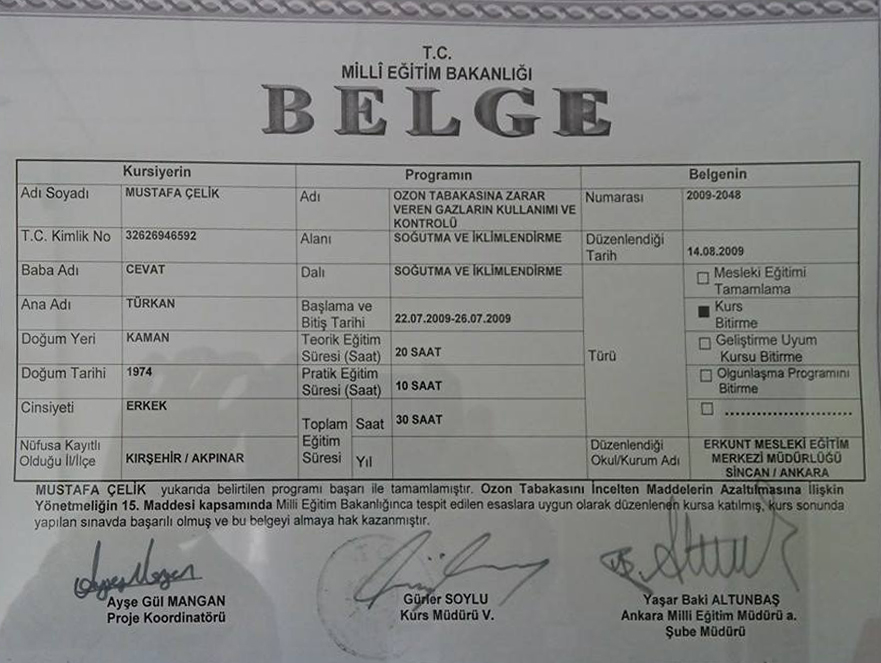 T.C.
MİLLÎ EĞİTİM BAKANLIĞI
BELGE
Kursiyerin
Programın
Belgenin
Adı Soyadı
MUSTAFA ÇELİK
Adı
OZON TABAKASINA ZARAR
VEREN GAZLARIN KULLANIMI VE
KONTROLÜ
Numarası
2009-2048
T.C. Kimlik No
32626946592
Alanı
SOĞUTMA VE İKLİMLENDİRME
Düzenlendiği
Tarih
14.08.2009
Baba Adı
CEVAT
Dalı
SOĞUTMA VE İKLİMLENDİRME
Türü
Mesleki Eğitimi
Tamamlama
Kurs
Bitirme
Geliştirme Uyum
Kursu Bitirme
Olgunlaşma Programını
Bitirme
Ana Adı
TÜRKAN
Başlama ve
Bitiş Tarihi
22.07.2009-26.07.2009
Doğum Yeri
KAMAN
Teorik Eğitim
Süresi (Saat)
20 SAAT
Doğum Tarihi
1974
Pratik Eğitim
Süresi (Saat)
10 SAAT
Cinsiyeti
ERKEK
Toplam
Eğitim
Süresi
Saat
30 SAAT
Yıl
Nüfusa Kayıtlı
Olduğu İl/İlçe
KIRŞEHİR / AKPINAR
Düzenlendiği
Okul/Kurum Adı
ERKUNT MESLEKİ EĞİTİM
MERKEZİ MÜDÜRLÜĞÜ
SİNCAN / ANKARA
MUSTAFA ÇELİK yukarıda belirtilen programı başarı ile tamamlamıştır. Ozon Tabakasını İncelten Maddelerin Azaltılmasına İlişkin
Yönetmeliğin 15. Maddesi kapsamında Milli Eğitim Bakanlığınca tespit edilen esaslara uygun olarak düzenlenen kursa katılmış, kurs sonunda
yapılan sınavda başarılı olmuş ve bu belgeyi almaya hak kazanmıştır.
Ayşe Gül MANGAN
Proje Koordinatörü
Gürler SOYLU
Kurs Müdürü V.
Yaşar Baki ALTUNBAŞ
Ankara Milli Eğitim Müdürü a.
Şube Müdürü